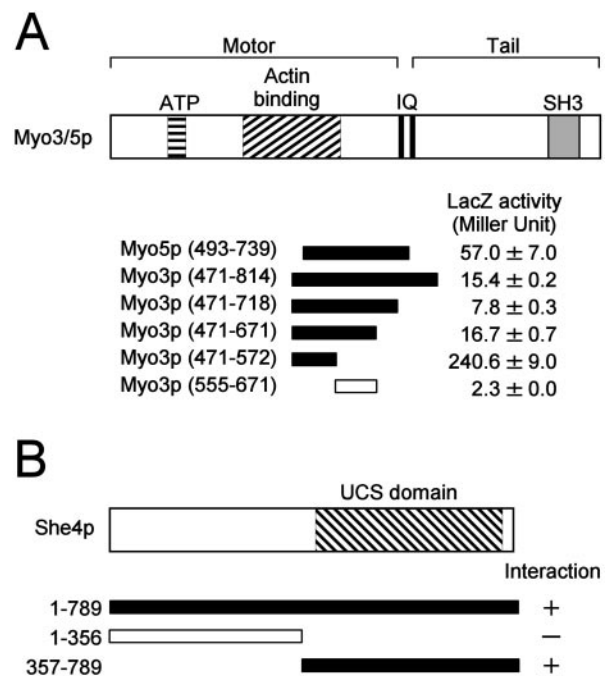 A
Motor Tail
Actin
binding
ATP IQ SH3
Myo3/5p
LacZ activity
(Miller Unit)
Myo5p (493-739) 57.0 ± 7.0
Myo3p (471-814) 15.4 ± 0.2
Myo3p (471-718) 7.8 ± 0.3
Myo3p (471-671) 16.7 ± 0.7
Myo3p (471-572) 240.6 ± 9.0
Myo3p (555-671) 2.3 ± 0.0
B
UCS domain
She4p
Interaction
1-789 +
1-356 −
357-789 +